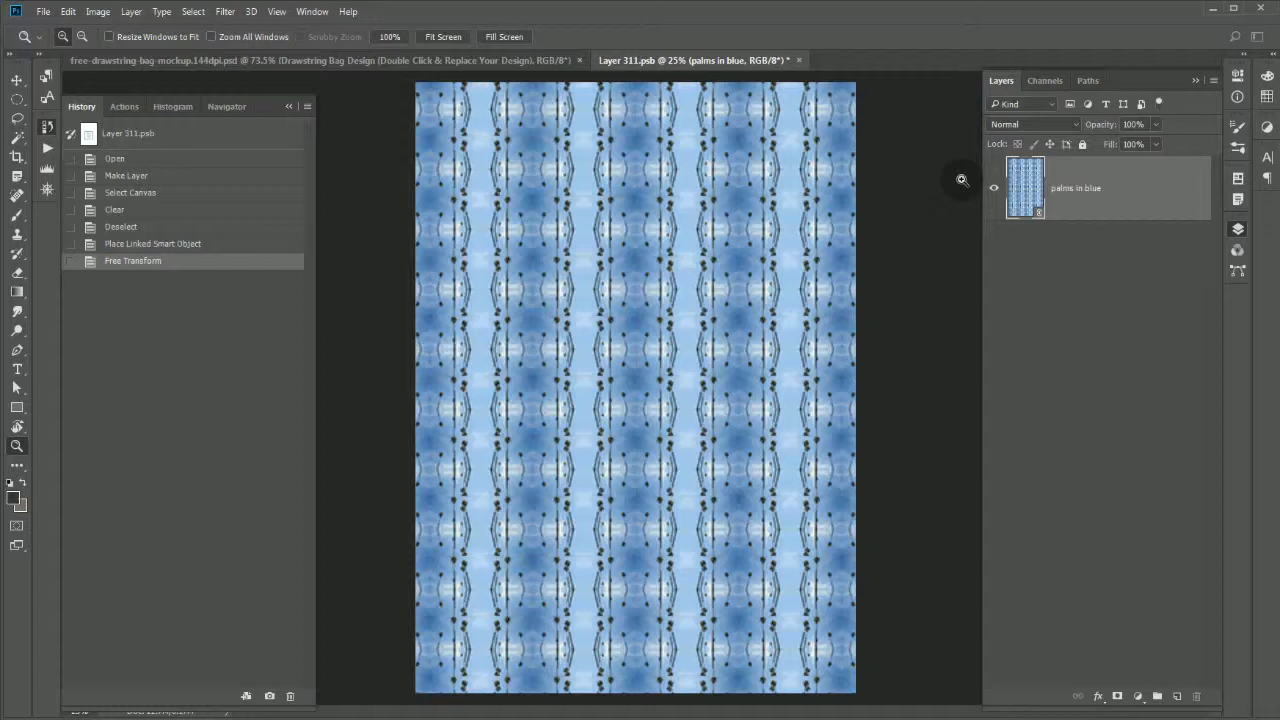 Ps File Edit Image Layer Type Select Filter 3D View Window Help
Resize Windows to Fit Zoom All Windows Scrubby Zoom 100% Fit Screen Fill Screen
free-drawstring-bag-mockup.144dpi.psd @ 73.5% (Drawstring Bag Design (Double Click & Replace Your Design), RGB/8*) × Layer 311.psb @ 25% (palms in blue, RGB/8*) * ×
History Actions Histogram Navigator
Layer 311.psb
Open
Make Layer
Select Canvas
Clear
Deselect
Place Linked Smart Object
Free Transform
Layers Channels Paths
Kind
Normal Opacity: 100%
Lock: Fill: 100%
palms in blue